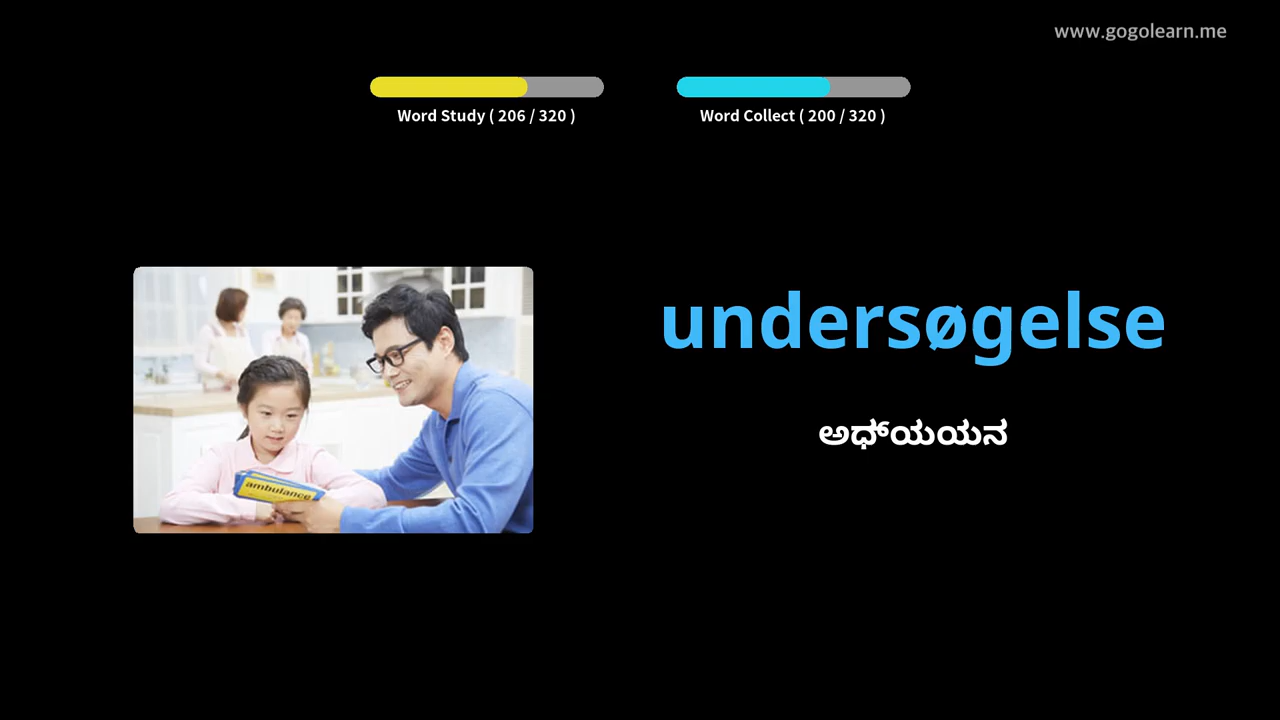 www.gogolearn.me
Word Study ( 206 / 320 )
Word Collect ( 200 / 320 )
undersøgelse
ಅಧ್ಯಯನ
ambulance